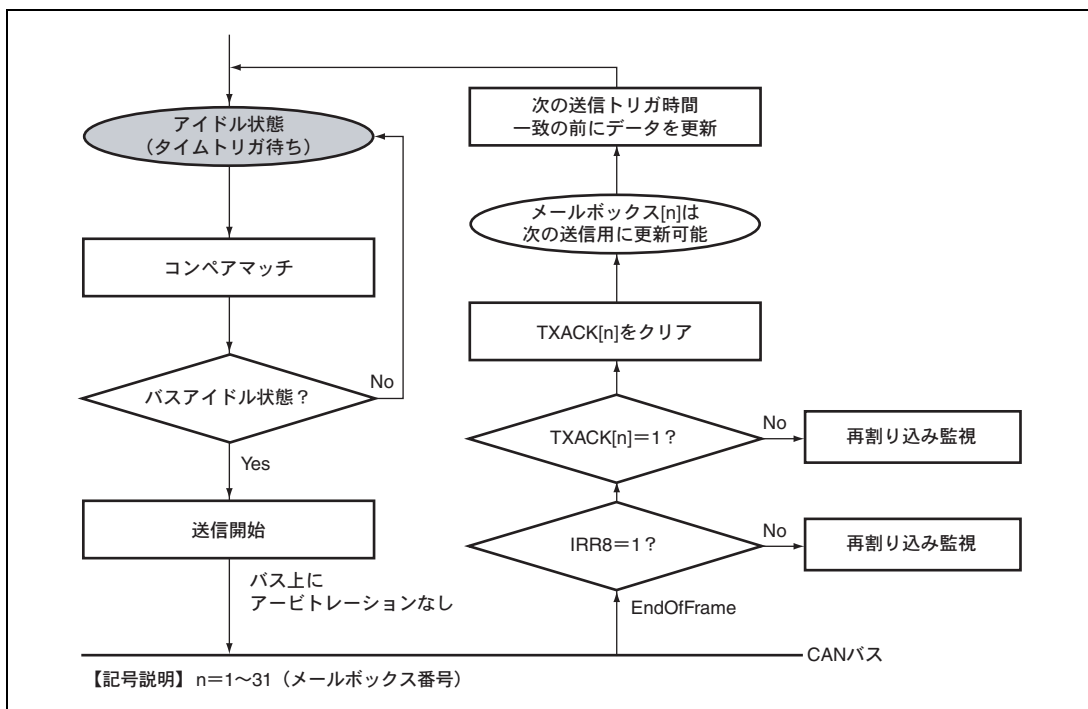 アイドル状態
（タイムトリガ待ち）
コンペアマッチ
バスアイドル状態？
No
Yes
送信開始
バス上に
アービトレーションなし
次の送信トリガ時間
一致の前にデータを更新
メールボックス[n]は
次の送信用に更新可能
TXACK[n]をクリア
TXACK[n]＝1？
No
再割り込み監視
IRR8＝1？
No
再割り込み監視
EndOfFrame
CANバス
【記号説明】 n＝1～31（メールボックス番号）